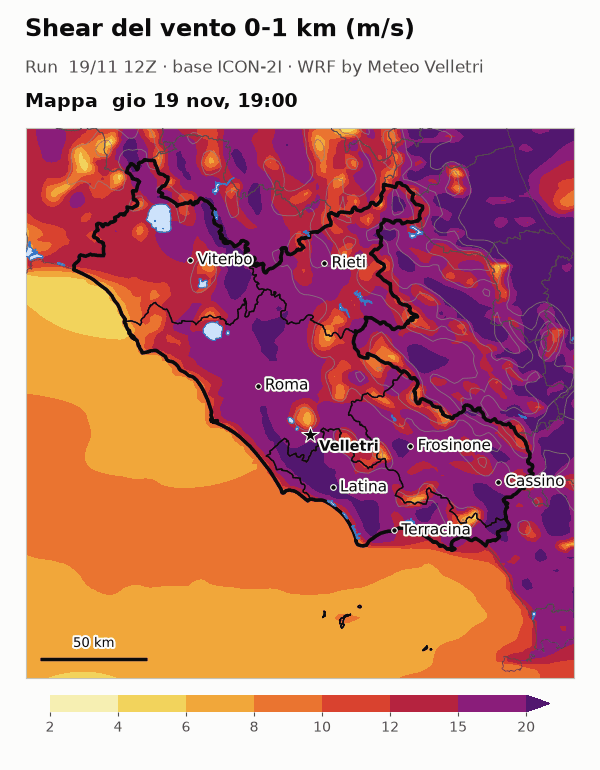 Shear del vento 0-1 km (m/s)
Run  19/11 12Z · base ICON-2I · WRF by Meteo Velletri
Mappa  gio 19 nov, 19:00
Viterbo
Rieti
Roma
Velletri
Frosinone
Cassino
Latina
Terracina
50 km
2 4 6 8 10 12 15 20